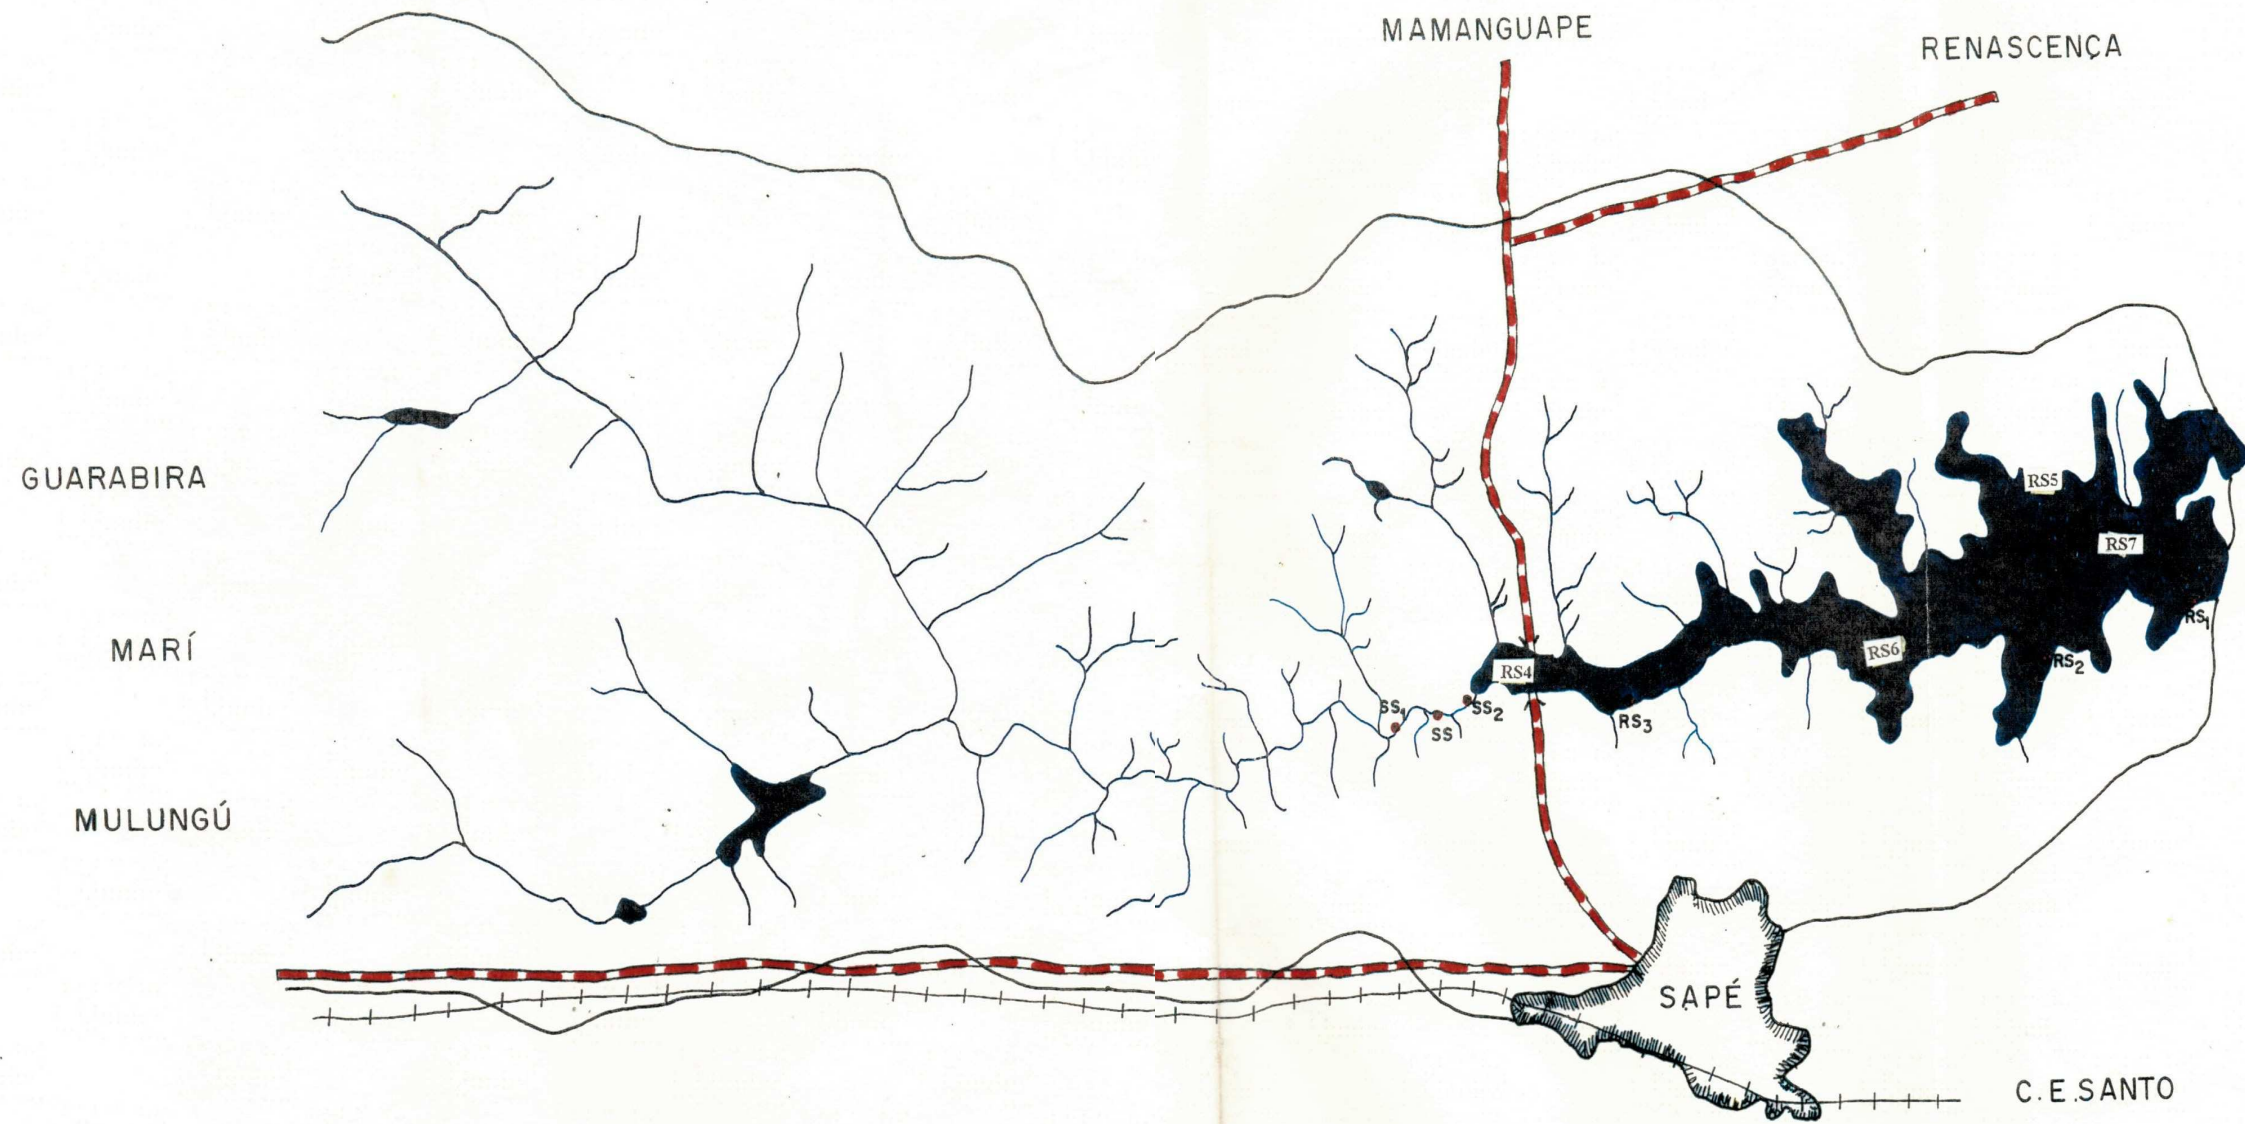 MAMANGUAPE
RENASCENÇA
GUARABIRA
RS5
RS7
MARÍ
RS1
RS6
RS2
RS4
SS1
SS2
RS3
SS
MULUNGÚ
SAPÉ
C.E.SANTO